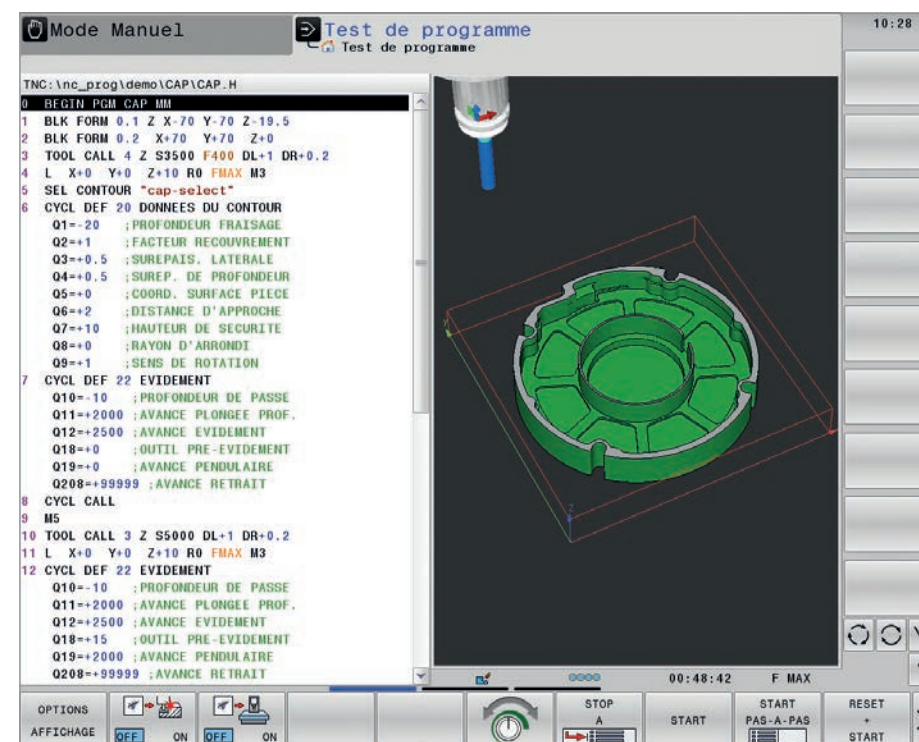 Mode Manuel
Test de programme
Test de programme
10:28
TNC:\nc_prog\demo\CAP\CAP.H
0 BEGIN PGM CAP MM
1 BLK FORM 0.1 Z X-70 Y-70 Z-19.5
2 BLK FORM 0.2 X+70 Y+70 Z+0
3 TOOL CALL 4 Z S3500 F400 DL+1 DR+0.2
4 L X+0 Y+0 Z+10 R0 FMAX M3
5 SEL CONTOUR "cap-select"
6 CYCL DEF 20 DONNEES DU CONTOUR
Q1=-20 ;PROFONDEUR FRAISAGE
Q2=+1 ;FACTEUR RECOUVREMENT
Q3=+0.5 ;SUREPAIS. LATERALE
Q4=+0.5 ;SUREP. DE PROFONDEUR
Q5=+0 ;COORD. SURFACE PIECE
Q6=+2 ;DISTANCE D'APPROCHE
Q7=+10 ;HAUTEUR DE SECURITE
Q8=+0 ;RAYON D'ARRONDI
Q9=+1 ;SENS DE ROTATION
7 CYCL DEF 22 EVIDEMENT
Q10=-10 ;PROFONDEUR DE PASSE
Q11=+2000 ;AVANCE PLONGEE PROF.
Q12=+2500 ;AVANCE EVIDEMENT
Q18=+0 ;OUTIL PRE-EVIDEMENT
Q19=+0 ;AVANCE PENDULAIRE
Q208=+99999 ;AVANCE RETRAIT
8 CYCL CALL
9 M5
10 TOOL CALL 3 Z S5000 DL+1 DR+0.2
11 L X+0 Y+0 Z+10 R0 FMAX M3
12 CYCL DEF 22 EVIDEMENT
Q10=-10 ;PROFONDEUR DE PASSE
Q11=+2000 ;AVANCE PLONGEE PROF.
Q12=+2500 ;AVANCE EVIDEMENT
Q18=+15 ;OUTIL PRE-EVIDEMENT
Q19=+2000 ;AVANCE PENDULAIRE
Q208=+99999 ;AVANCE RETRAIT
Y
Z
00:48:42 F MAX
OPTIONS
AFFICHAGE
OFF ON
OFF ON
STOP
A
START
START
PAS-A-PAS
RESET
+
START